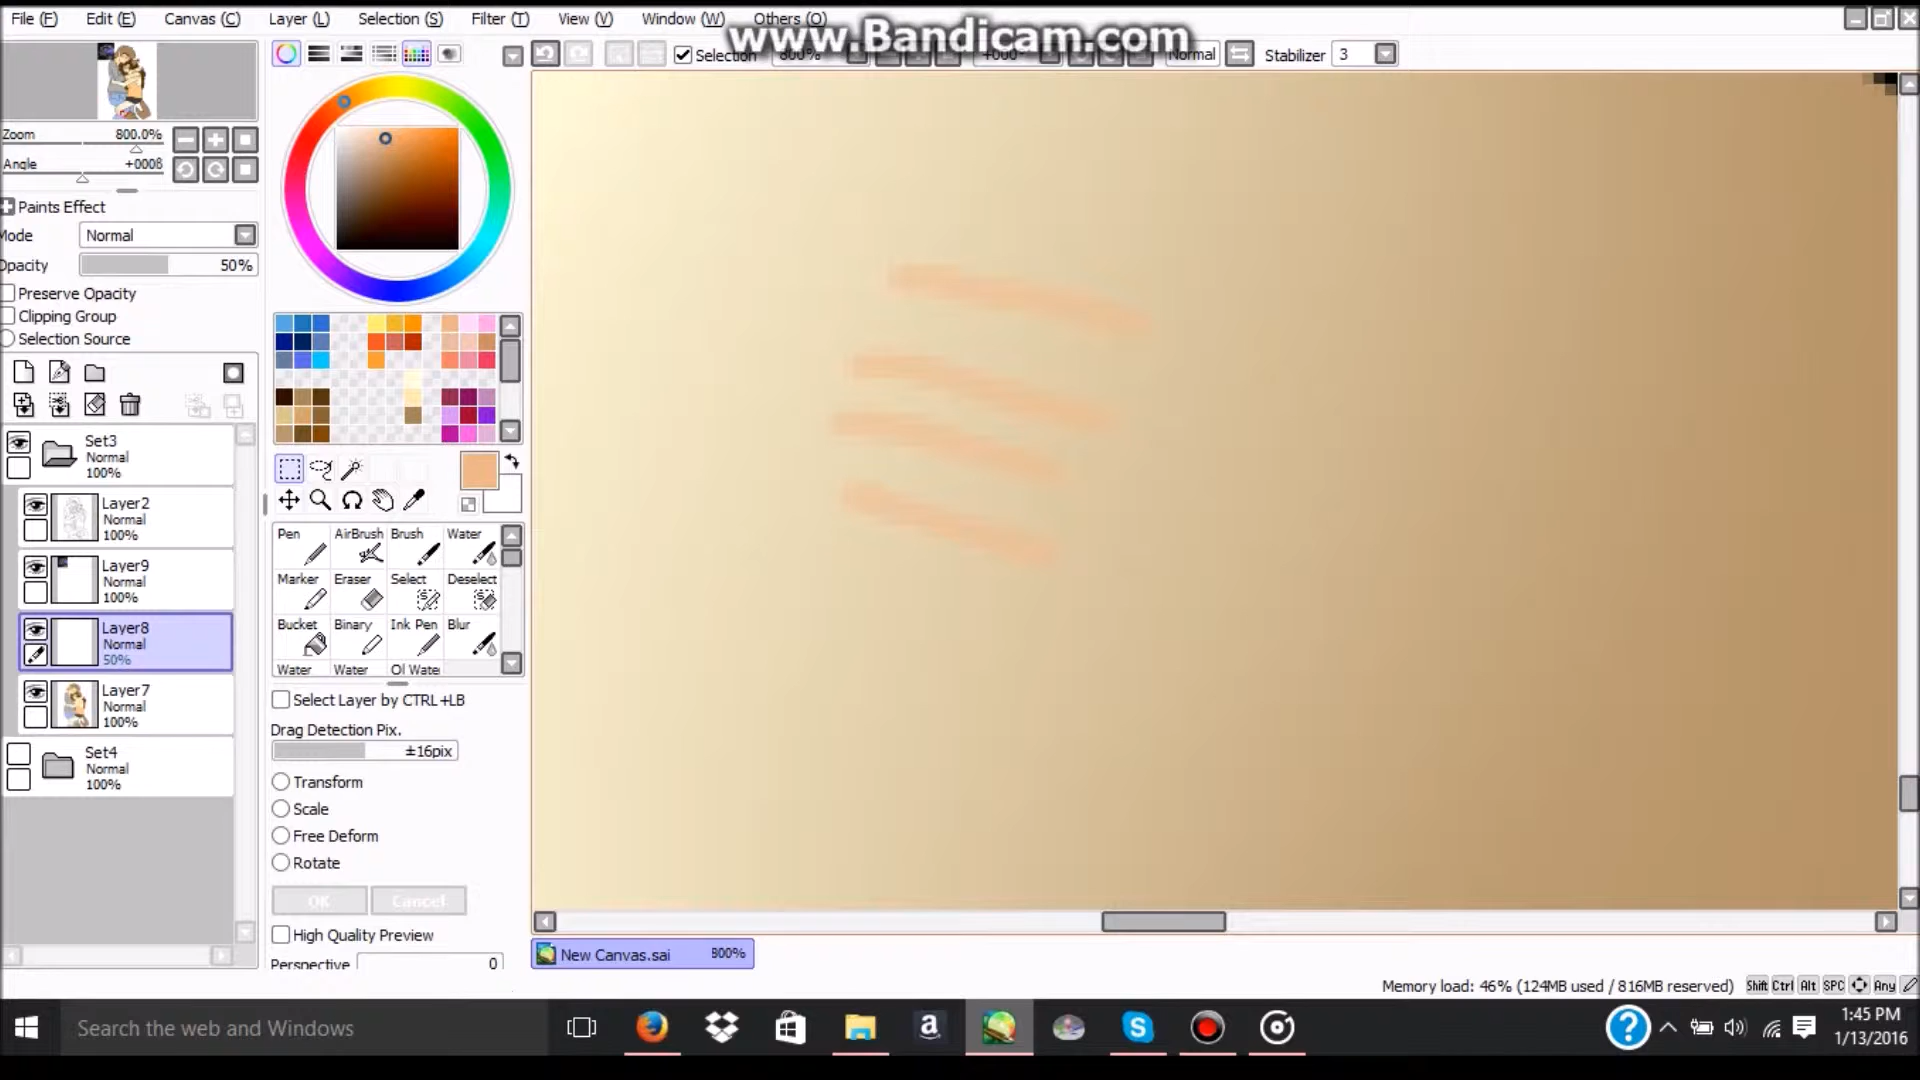 File (F) Edit (E) Canvas (C) Layer (L) Selection (S) Filter (T) View (V) Window (W) Others (O)
www.Bandicam.com
Selection 800% +000° Normal Stabilizer 3
Zoom 800.0%
Angle +000ß
Paints Effect
Mode Normal
Opacity 50%
Preserve Opacity
Clipping Group
Selection Source
Set3
Normal
100%
Layer2
Normal
100%
Layer9
Normal
100%
Layer8
Normal
50%
Layer7
Normal
100%
Set4
Normal
100%
Pen AirBrush Brush Water
Marker Eraser Select Deselect
Bucket Binary Ink Pen Blur
Water Water Ol Wate
Select Layer by CTRL+LB
Drag Detection Pix.
±16pix
Transform
Scale
Free Deform
Rotate
OK Cancel
High Quality Preview
Perspective 0
New Canvas.sai 800%
Memory load: 46% (124MB used / 816MB reserved) Shift Ctrl Alt SPC Any
Search the web and Windows
1:45 PM
1/13/2016